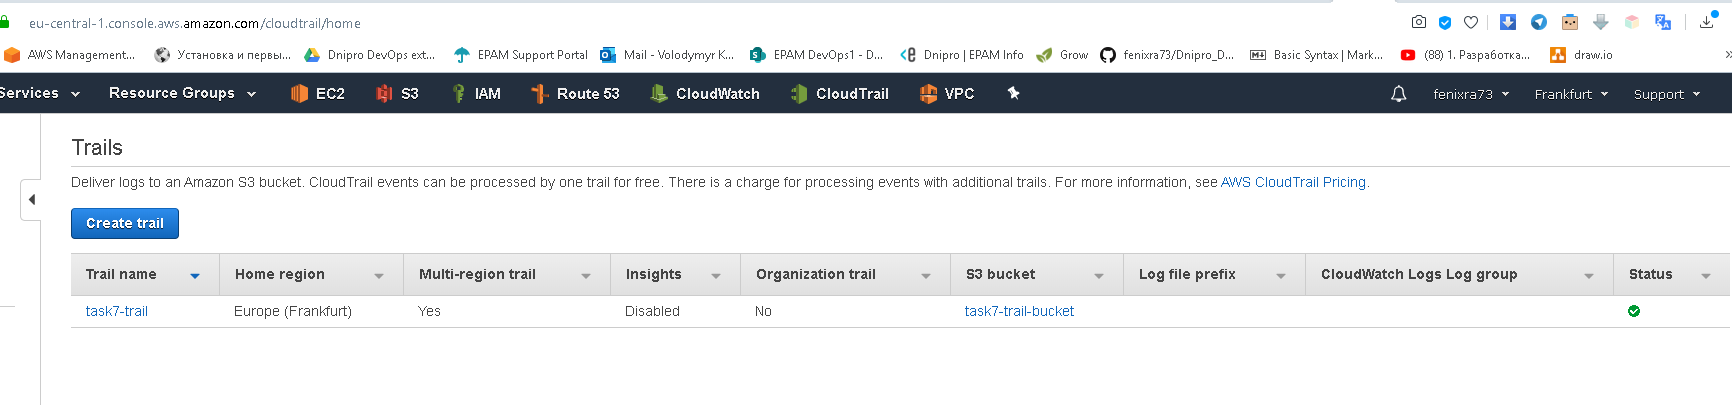 eu-central-1.console.aws.amazon.com/cloudtrail/home
AWS Management... Установка и первы... Dnipro DevOps ext... EPAM Support Portal Mail - Volodymyr K... EPAM DevOps1 - D... Dnipro | EPAM Info Grow fenixra73/Dnipro_D... Basic Syntax | Mark... (88) 1. Разработка... draw.io »
Services Resource Groups EC2 S3 IAM Route 53 CloudWatch CloudTrail VPC fenixra73 Frankfurt Support
Trails
Deliver logs to an Amazon S3 bucket. CloudTrail events can be processed by one trail for free. There is a charge for processing events with additional trails. For more information, see AWS CloudTrail Pricing.
Create trail
Trail name Home region Multi-region trail Insights Organization trail S3 bucket Log file prefix CloudWatch Logs Log group Status
task7-trail Europe (Frankfurt) Yes Disabled No task7-trail-bucket